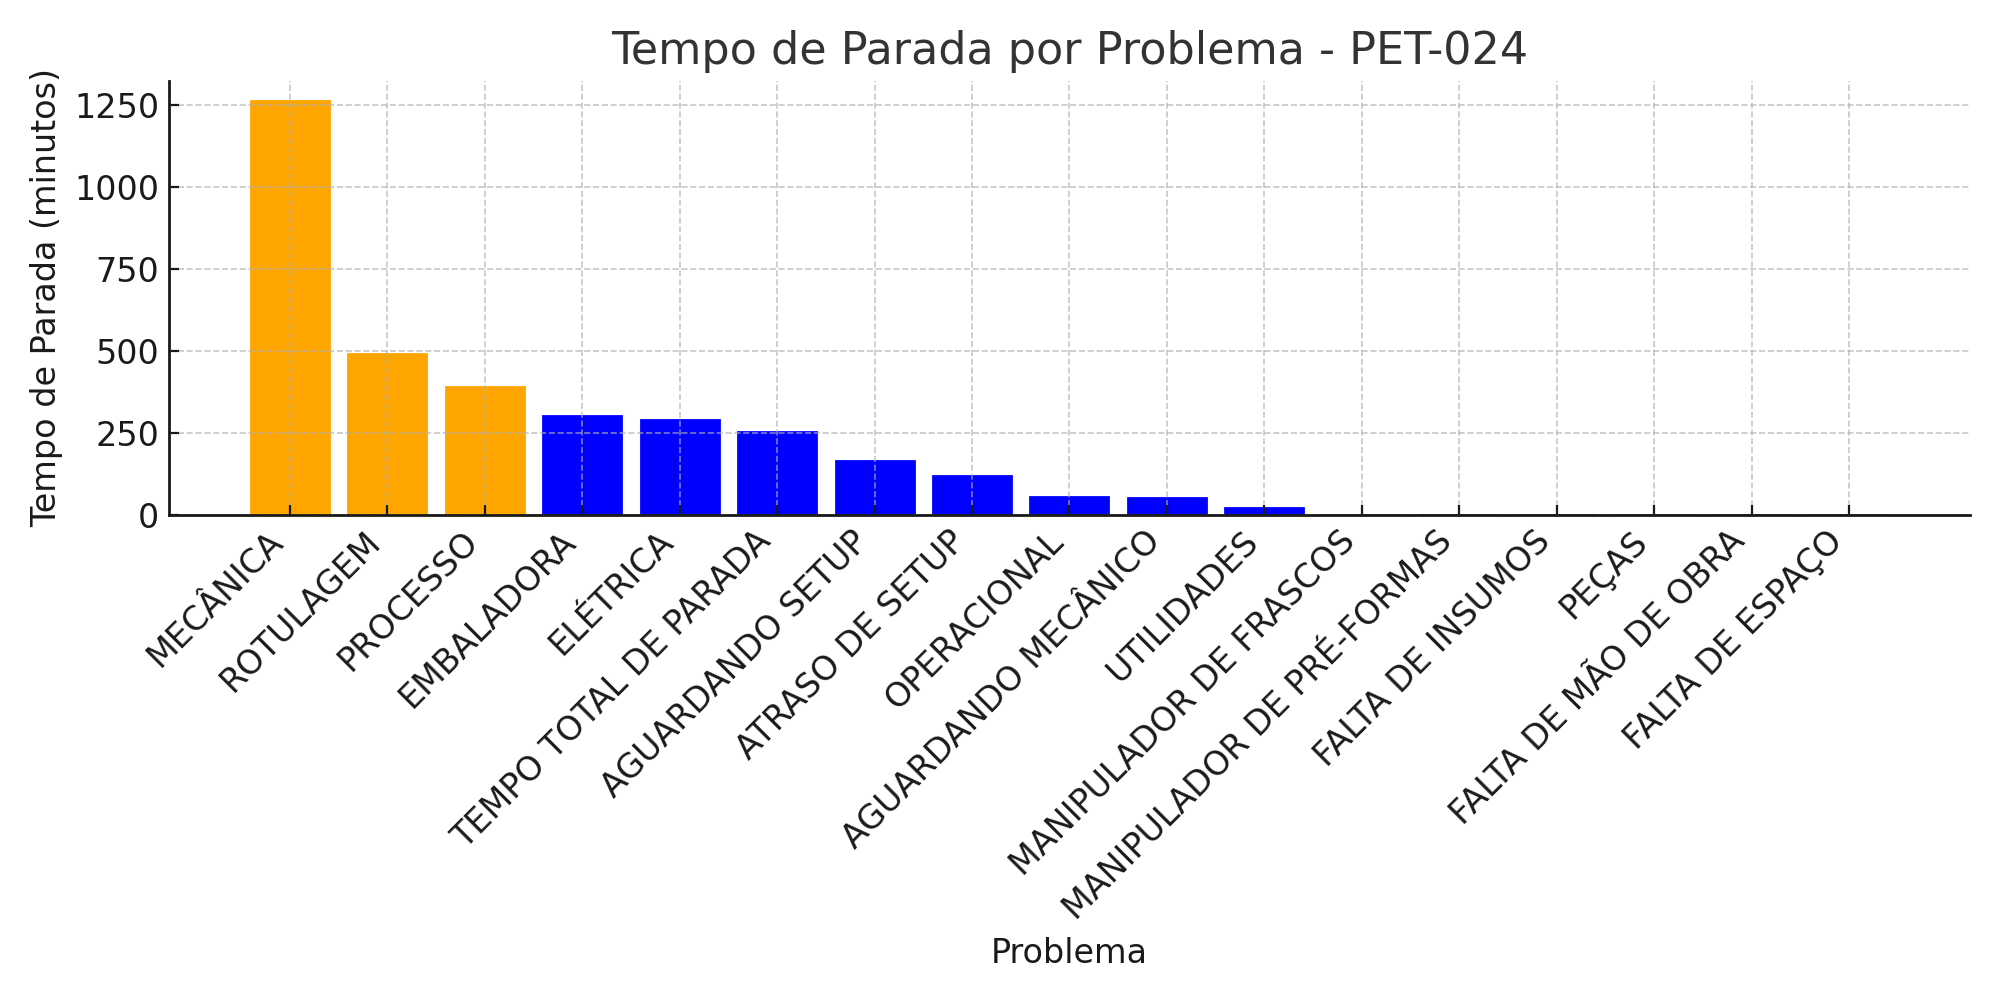 Tempo de Parada por Problema - PET-024
Tempo de Parada (minutos)
1250
1000
750
500
250
0
MECÂNICA
ROTULAGEM
PROCESSO
EMBALADORA
ELÉTRICA
TEMPO TOTAL DE PARADA
AGUARDANDO SETUP
ATRASO DE SETUP
OPERACIONAL
AGUARDANDO MECÂNICO
UTILIDADES
MANIPULADOR DE FRASCOS
MANIPULADOR DE PRÉ-FORMAS
FALTA DE INSUMOS
PEÇAS
FALTA DE MÃO DE OBRA
FALTA DE ESPAÇO
Problema